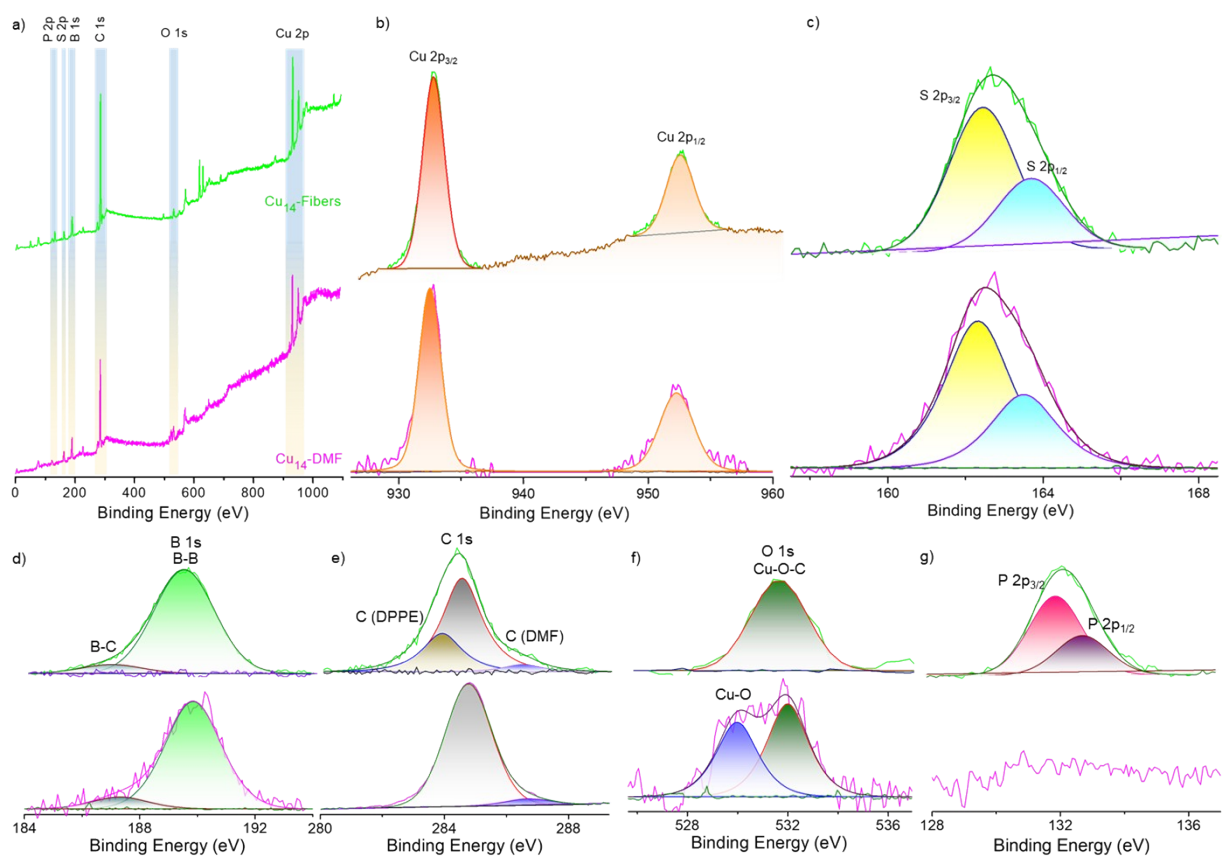 a)
P 2p
S 2p
B 1s
C 1s
O 1s
Cu 2p
Cu₁₄-Fibers
Cu₁₄-DMF
0 200 400 600 800 1000
Binding Energy (eV)
b)
Cu 2p₃/₂
Cu 2p₁/₂
930 940 950 960
Binding Energy (eV)
c)
S 2p₃/₂
S 2p₁/₂
160 164 168
Binding Energy (eV)
d)
B 1s
B-B
B-C
184 188 192
Binding Energy (eV)
e)
C 1s
C (DPPE)
C (DMF)
280 284 288
Binding Energy (eV)
f)
O 1s
Cu-O-C
Cu-O
528 532 536
Binding Energy (eV)
g)
P 2p₃/₂
P 2p₁/₂
128 132 136
Binding Energy (eV)